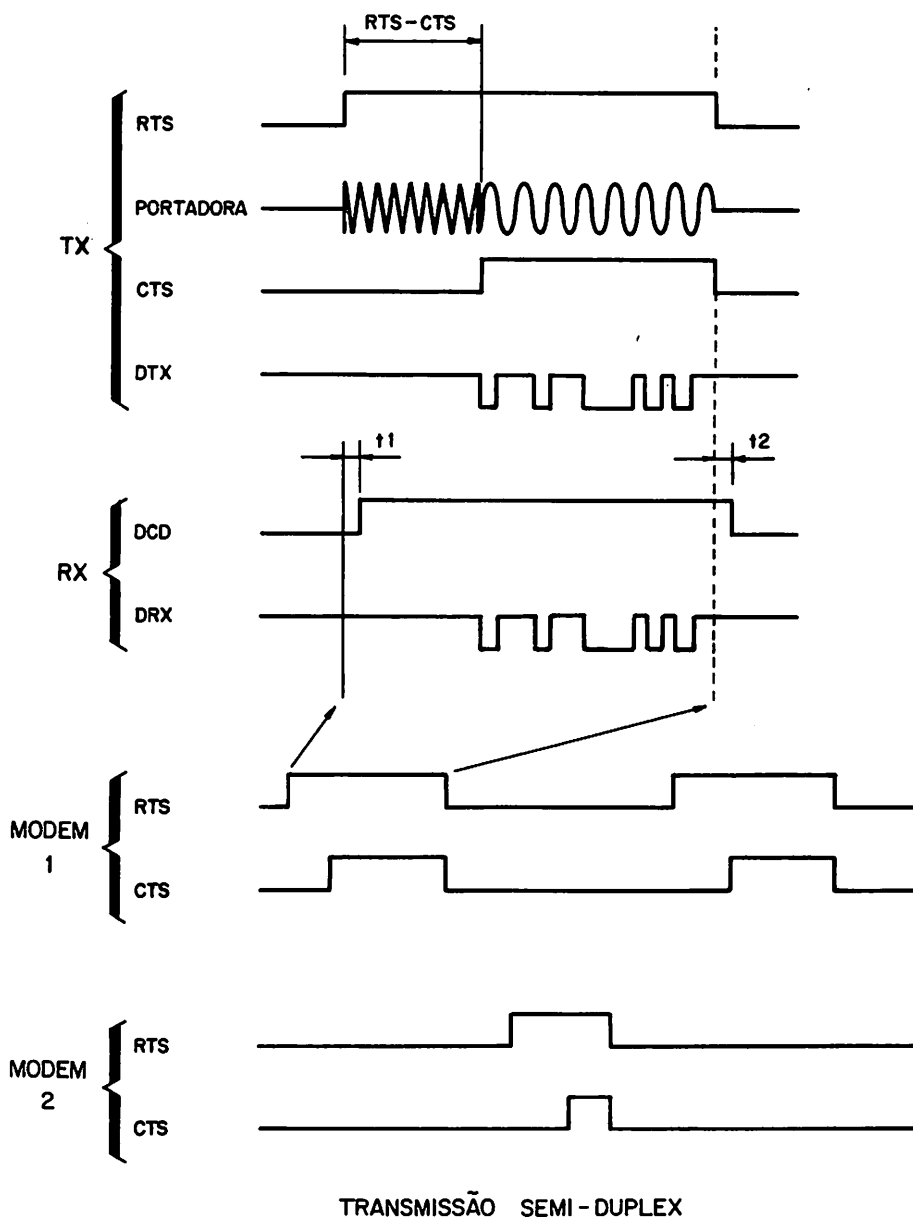 RTS-CTS
RTS
PORTADORA
TX
CTS
DTX
t1
t2
DCD
RX
DRX
RTS
MODEM
1
CTS
RTS
MODEM
2
CTS
TRANSMISSÃO SEMI-DUPLEX